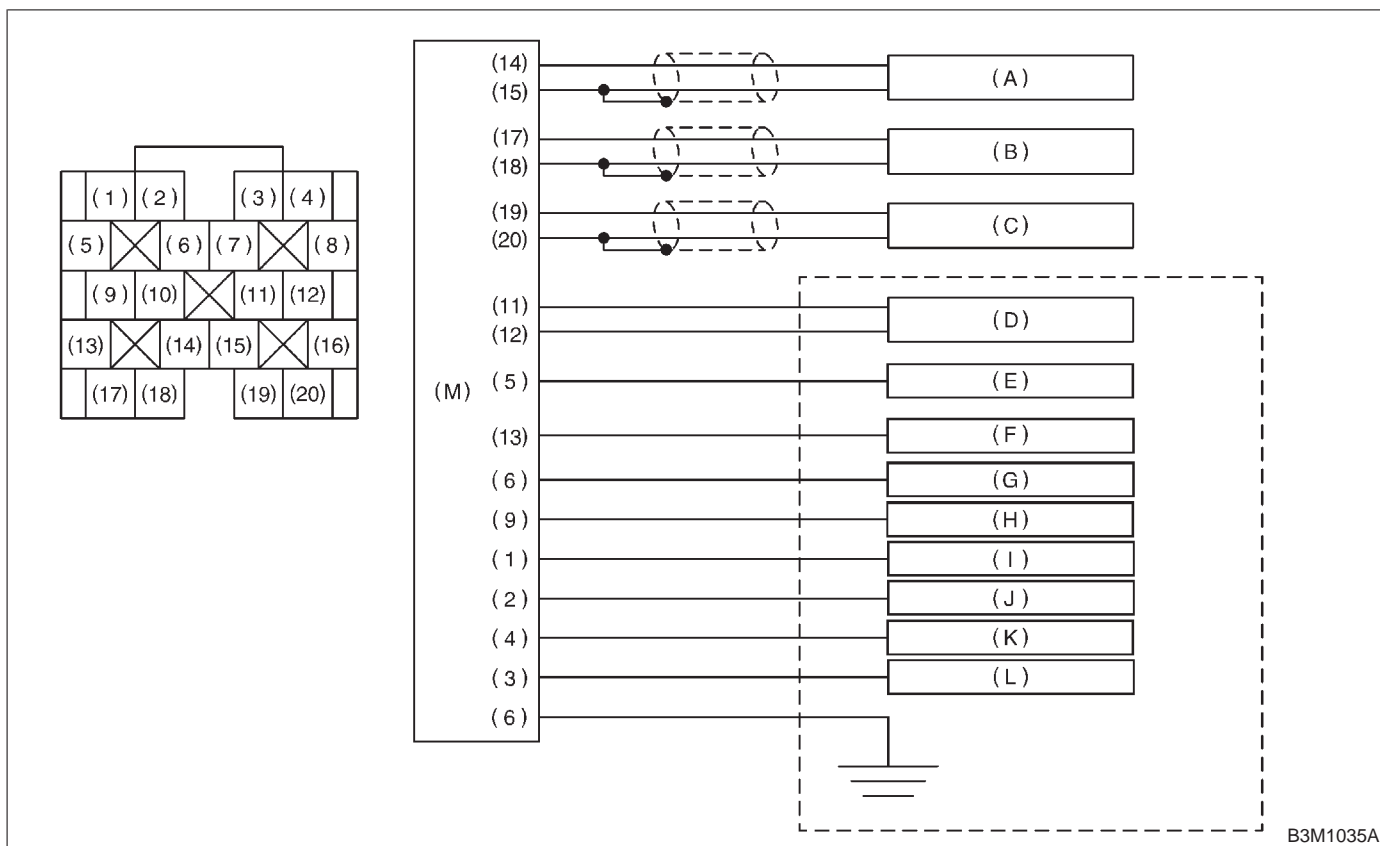 (1) (2) (3) (4)
(5) (6) (7) (8)
(9) (10) (11) (12)
(13) (14) (15) (16)
(17) (18) (19) (20)
(M)
(14)
(15)
(A)
(17)
(18)
(B)
(19)
(20)
(C)
(11)
(12)
(D)
(5)
(E)
(13)
(F)
(6)
(G)
(9)
(H)
(1)
(I)
(2)
(J)
(4)
(K)
(3)
(L)
(6)
B3M1035A